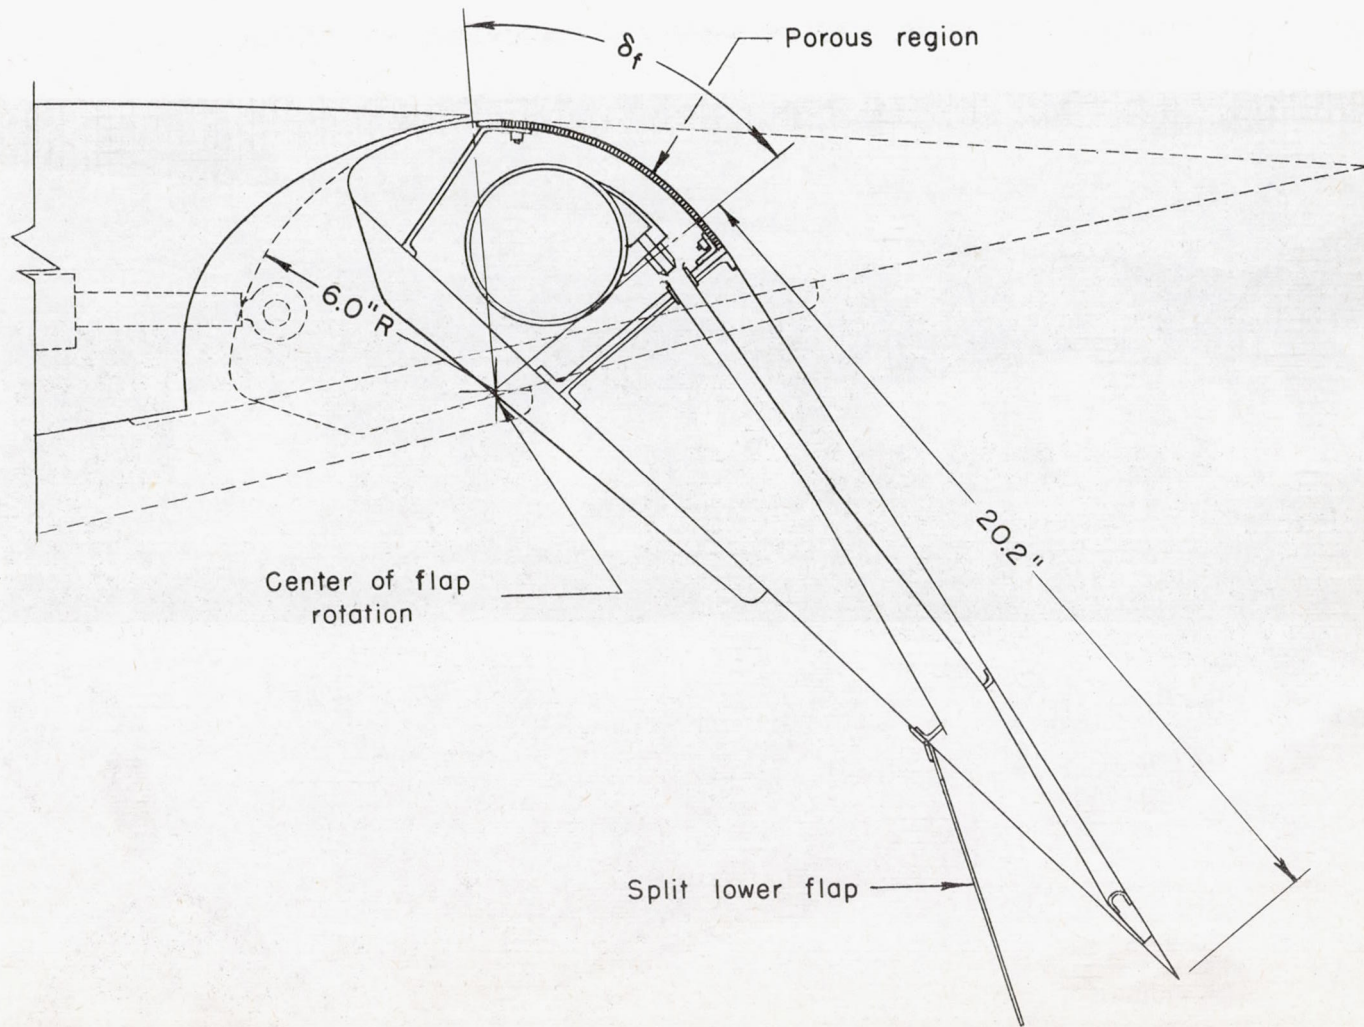 δf
Porous region
6.0"R
20.2"
Center of flap
rotation
Split lower flap